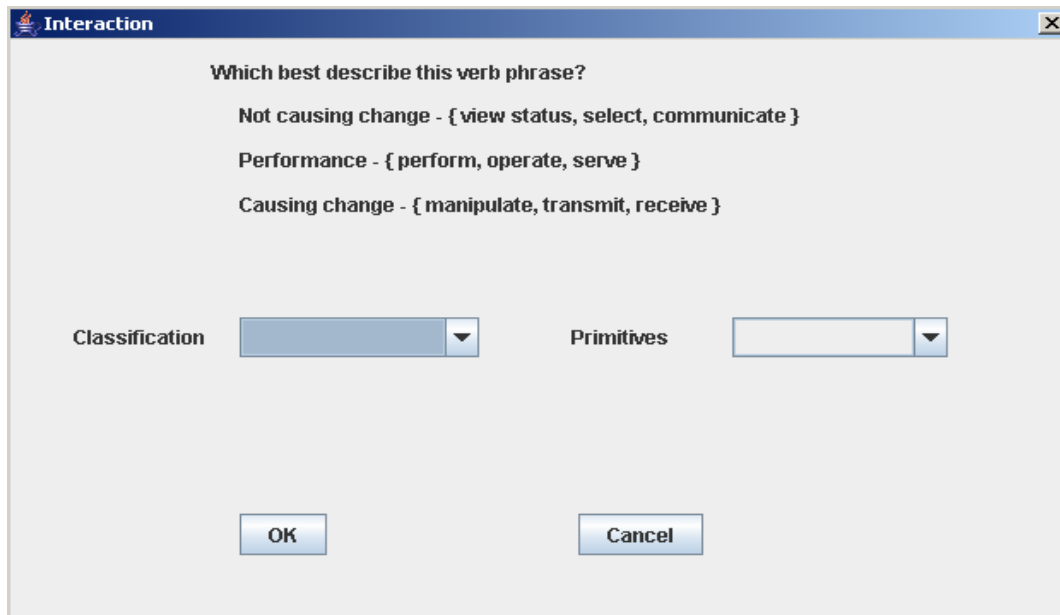 Interaction
Which best describe this verb phrase?
Not causing change - { view status, select, communicate }
Performance - { perform, operate, serve }
Causing change - { manipulate, transmit, receive }
Classification Primitives
OK Cancel